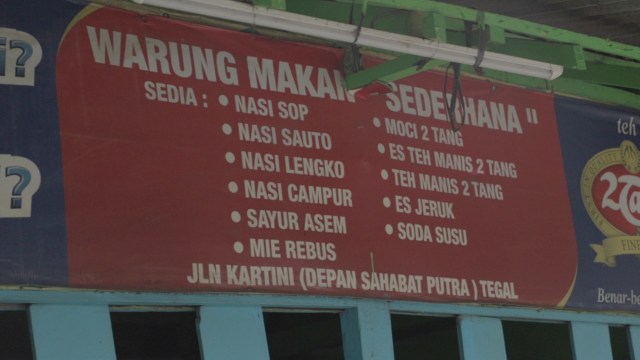 WARUNG MAKAN " SEDERHANA "
SEDIA :
• NASI SOP
• NASI SAUTO
• NASI LENGKO
• NASI CAMPUR
• SAYUR ASEM
• MIE REBUS
• MOCI 2 TANG
• ES TEH MANIS 2 TANG
• TEH MANIS 2 TANG
• ES JERUK
• SODA SUSU
JLN KARTINI (DEPAN SAHABAT PUTRA ) TEGAL
?
?
teh